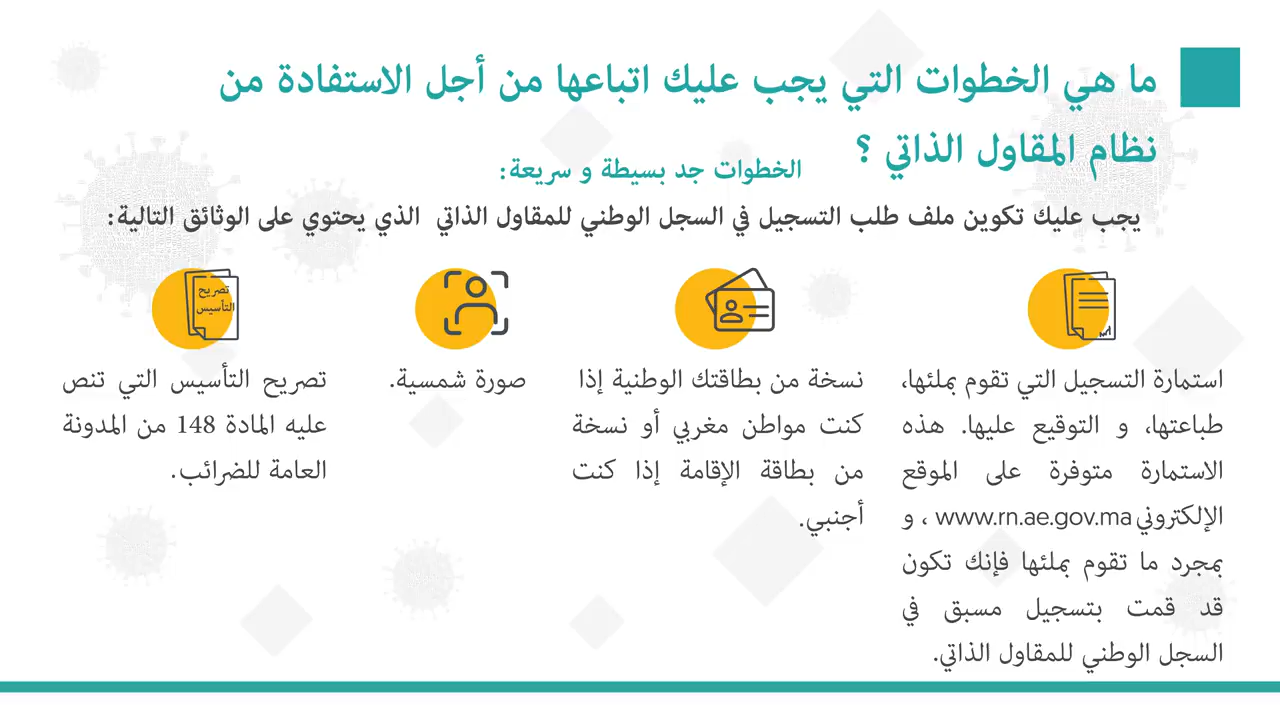 ما هي الخطوات التي يجب عليك اتباعها من أجل الاستفادة من
نظام المقاول الذاتي ؟
الخطوات جد بسيطة و سريعة:
يجب عليك تكوين ملف طلب التسجيل في السجل الوطني للمقاول الذاتي الذي يحتوي على الوثائق التالية:
استمارة التسجيل التي تقوم بملئها،
طباعتها، و التوقيع عليها. هذه
الاستمارة متوفرة على الموقع
الإلكتروني www.rn.ae.gov.ma ، و
بمجرد ما تقوم بملئها فإنك تكون
قد قمت بتسجيل مسبق في
السجل الوطني للمقاول الذاتي.
نسخة من بطاقتك الوطنية إذا
كنت مواطن مغربي أو نسخة
من بطاقة الإقامة إذا كنت
أجنبي.
صورة شمسية.
تصريح
التأسيس
تصريح التأسيس التي تنص
عليه المادة 148 من المدونة
العامة للضرائب.